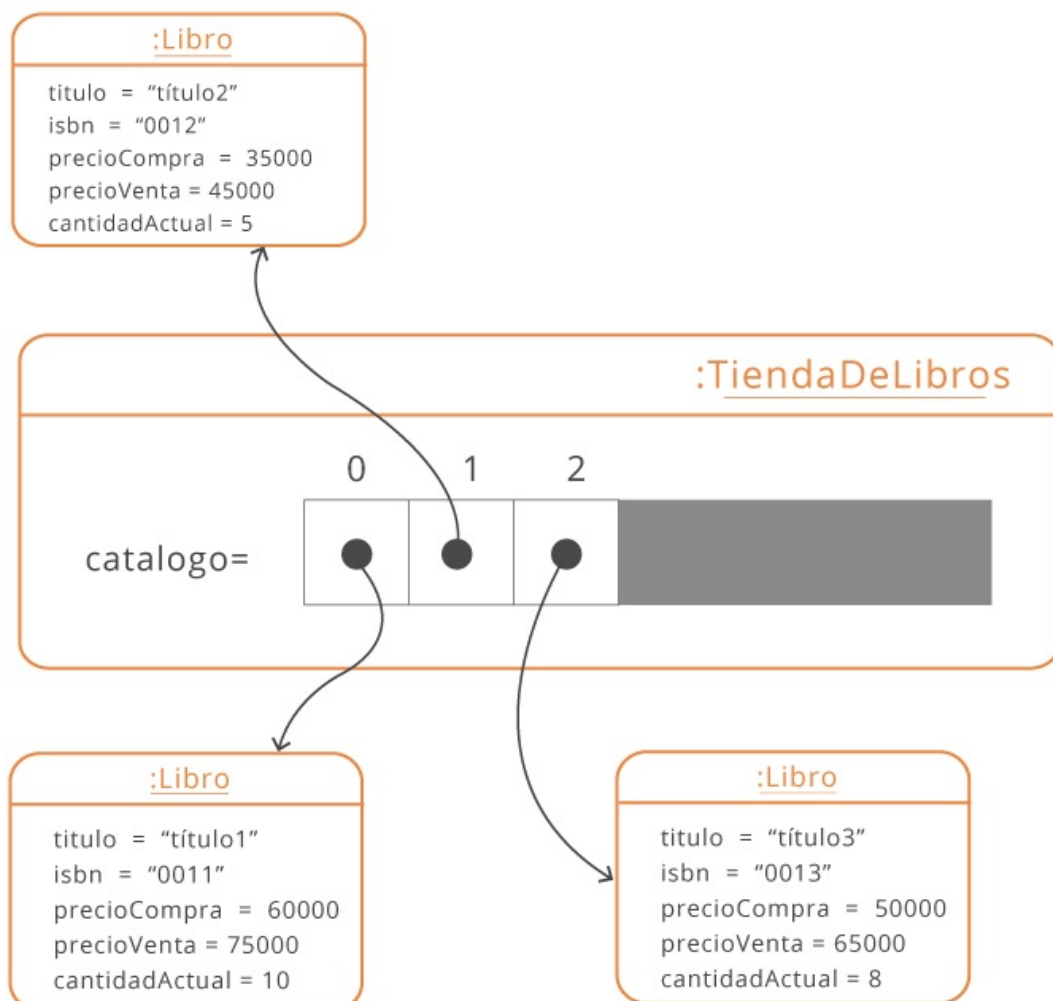 :Libro
titulo = “título2”
isbn = “0012”
precioCompra = 35000
precioVenta = 45000
cantidadActual = 5
:TiendaDeLibros
0 1 2
catalogo=
:Libro
titulo = “título1”
isbn = “0011”
precioCompra = 60000
precioVenta = 75000
cantidadActual = 10
:Libro
titulo = “título3”
isbn = “0013”
precioCompra = 50000
precioVenta = 65000
cantidadActual = 8